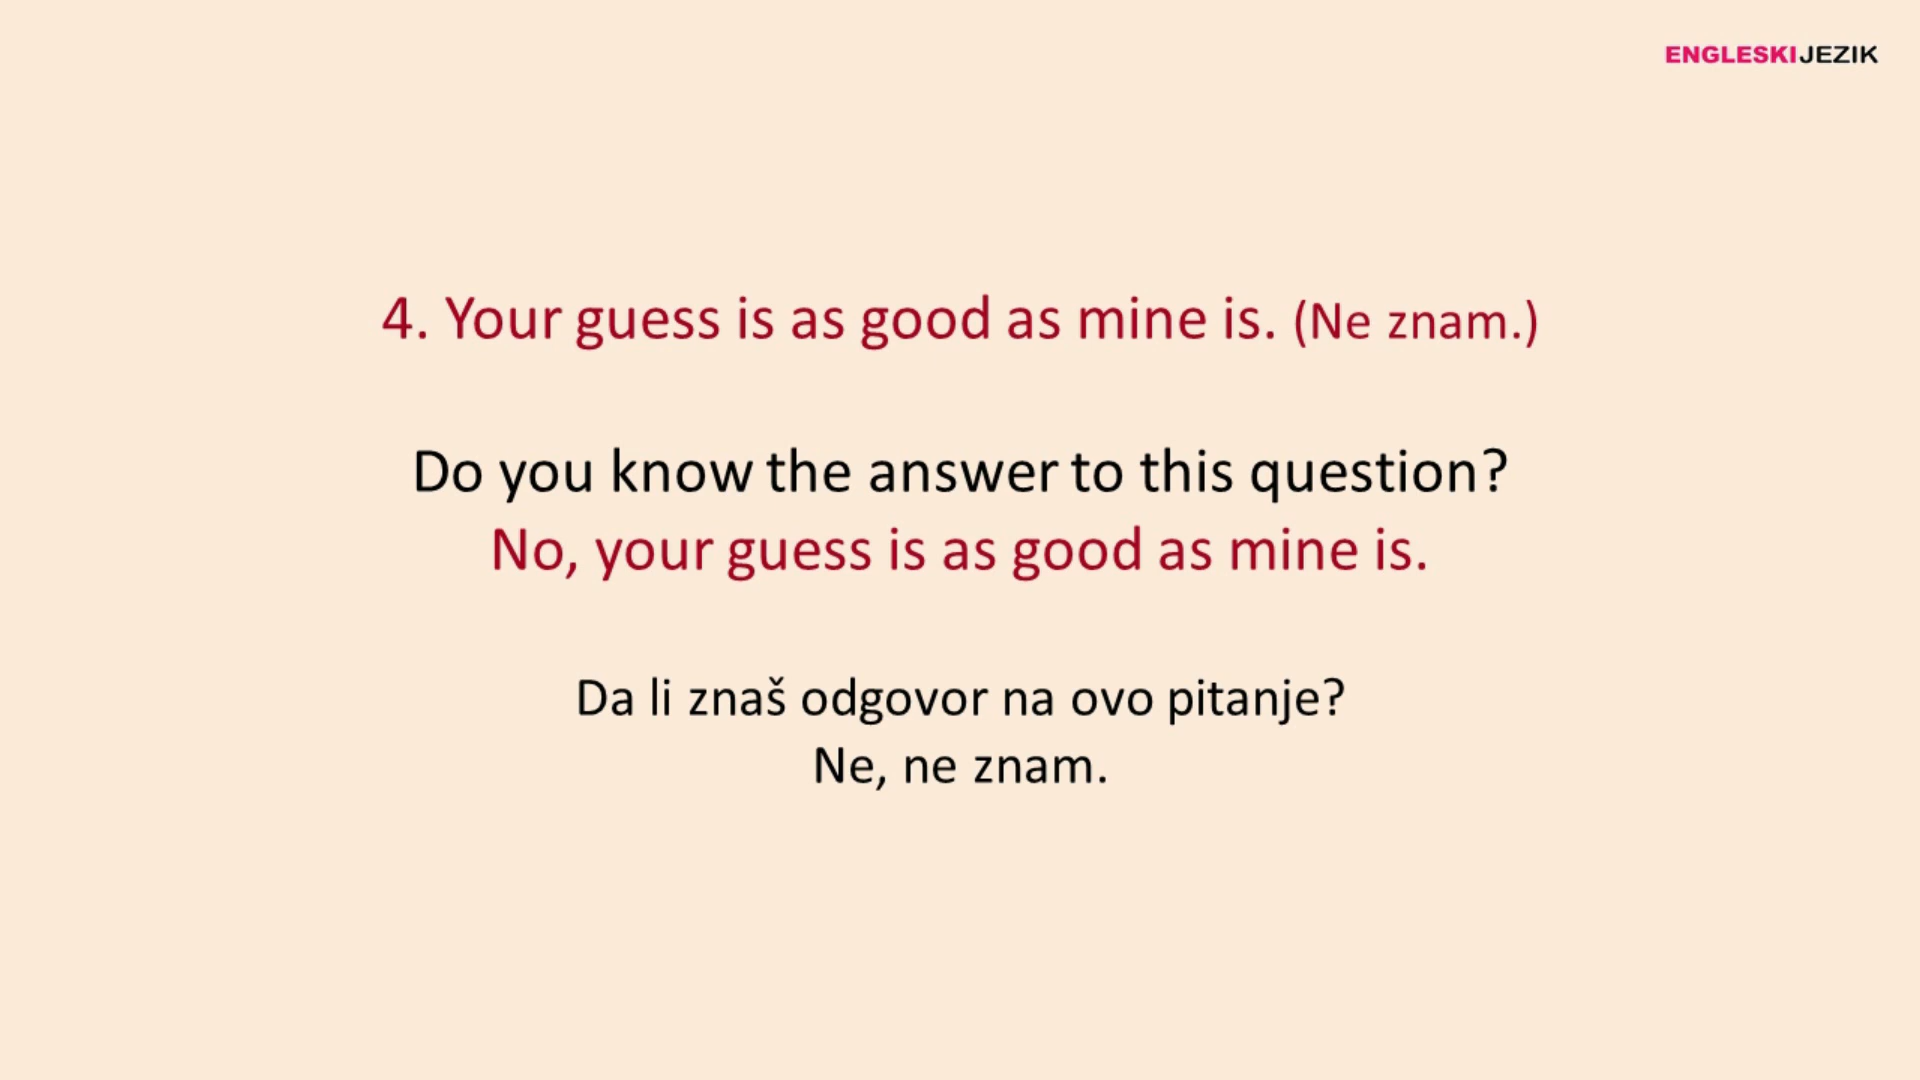 ENGLESKIJEZIK
4. Your guess is as good as mine is. (Ne znam.)
Do you know the answer to this question?
No, your guess is as good as mine is.
Da li znaš odgovor na ovo pitanje?
Ne, ne znam.